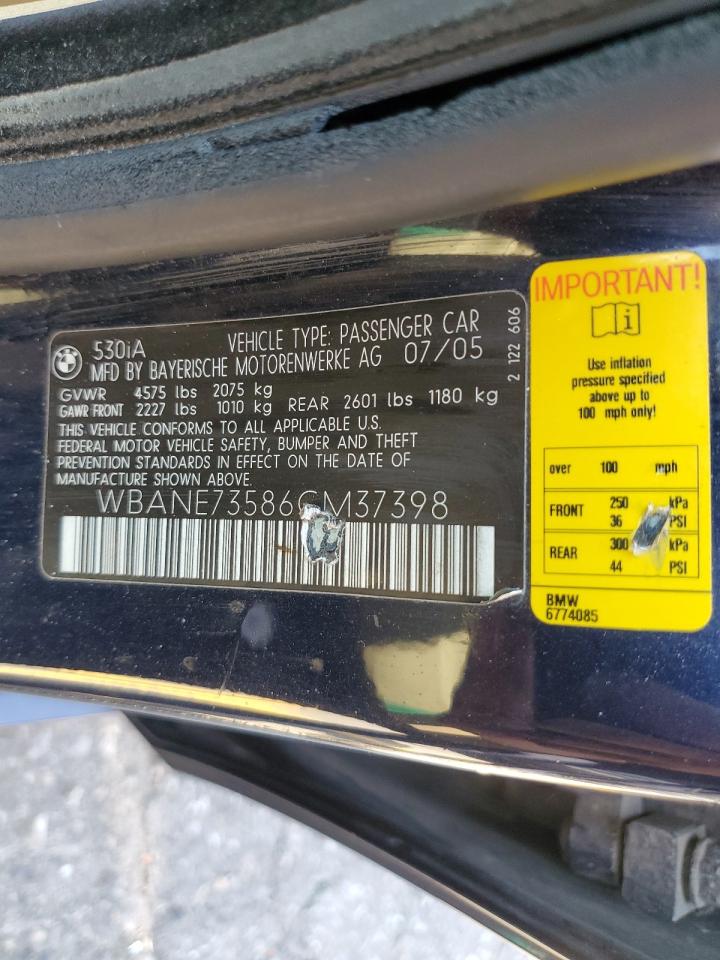 530iA VEHICLE TYPE: PASSENGER CAR
MFD BY BAYERISCHE MOTORENWERKE AG 07/05
GVWR 4575 lbs 2075 kg
GAWR FRONT 2227 lbs 1010 kg REAR 2601 lbs 1180 kg
THIS VEHICLE CONFORMS TO ALL APPLICABLE U.S.
FEDERAL MOTOR VEHICLE SAFETY, BUMPER AND THEFT
PREVENTION STANDARDS IN EFFECT ON THE DATE OF
MANUFACTURE SHOWN ABOVE.
WBANE73586CM37398
2 122 606
IMPORTANT!
Use inflation
pressure specified
above up to
100 mph only!
over 100 mph
FRONT 250 kPa
36 PSI
REAR 300 kPa
44 PSI
BMW
6774085